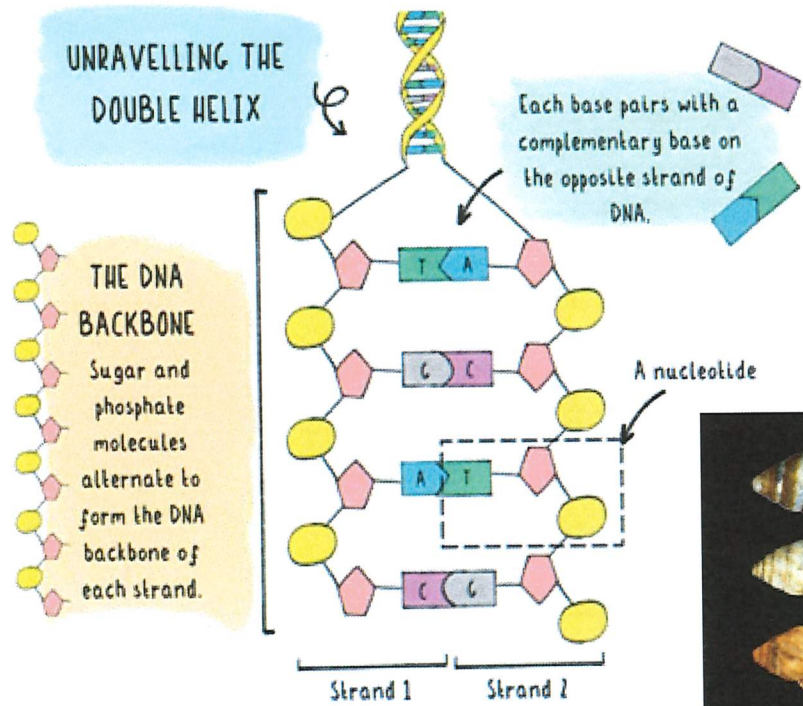 UNRAVELLING THE
DOUBLE HELIX
Each base pairs with a
complementary base on
the opposite strand of
DNA.
THE DNA
BACKBONE
Sugar and
phosphate
molecules
alternate to
form the DNA
backbone of
each strand.
T A
G C
A nucleotide
A T
C G
Strand 1
Strand 2